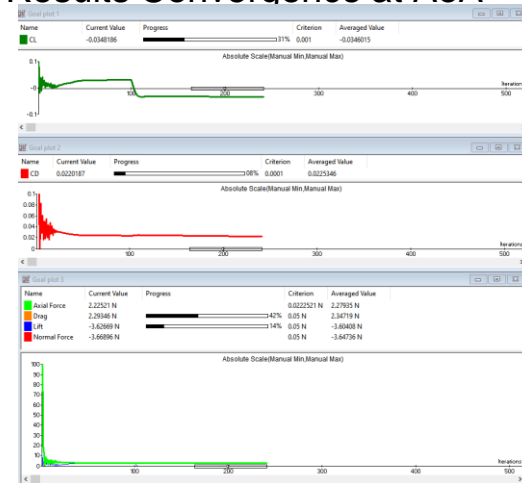 Results Convergence at AoA
Goal plot 1
Name Current Value Progress Criterion Averaged Value
CL -0.0348186 31% 0.001 -0.0346015
Absolute Scale(Manual Min,Manual Max)
0.1
Iterations
-0
100 200 300 400 500
-0.1
Goal plot 2
Name Current Value Progress Criterion Averaged Value
CD 0.0220187 08% 0.0001 0.0225346
Absolute Scale(Manual Min,Manual Max)
0.1
0.08
0.06
0.04
0.02
Iterations
0
100 200 300 400 500
Goal plot 3
Name Current Value Progress Criterion Averaged Value
Axial Force 2.22521 N 0.0222521 N 2.27935 N
Drag 2.29346 N 42% 0.05 N 2.34719 N
Lift -3.62669 N 14% 0.05 N -3.60408 N
Normal Force -3.66896 N 0.05 N -3.64736 N
Absolute Scale(Manual Min,Manual Max)
100
90
80
70
60
50
40
30
20
10
Iterations
0
100 200 300 400 500